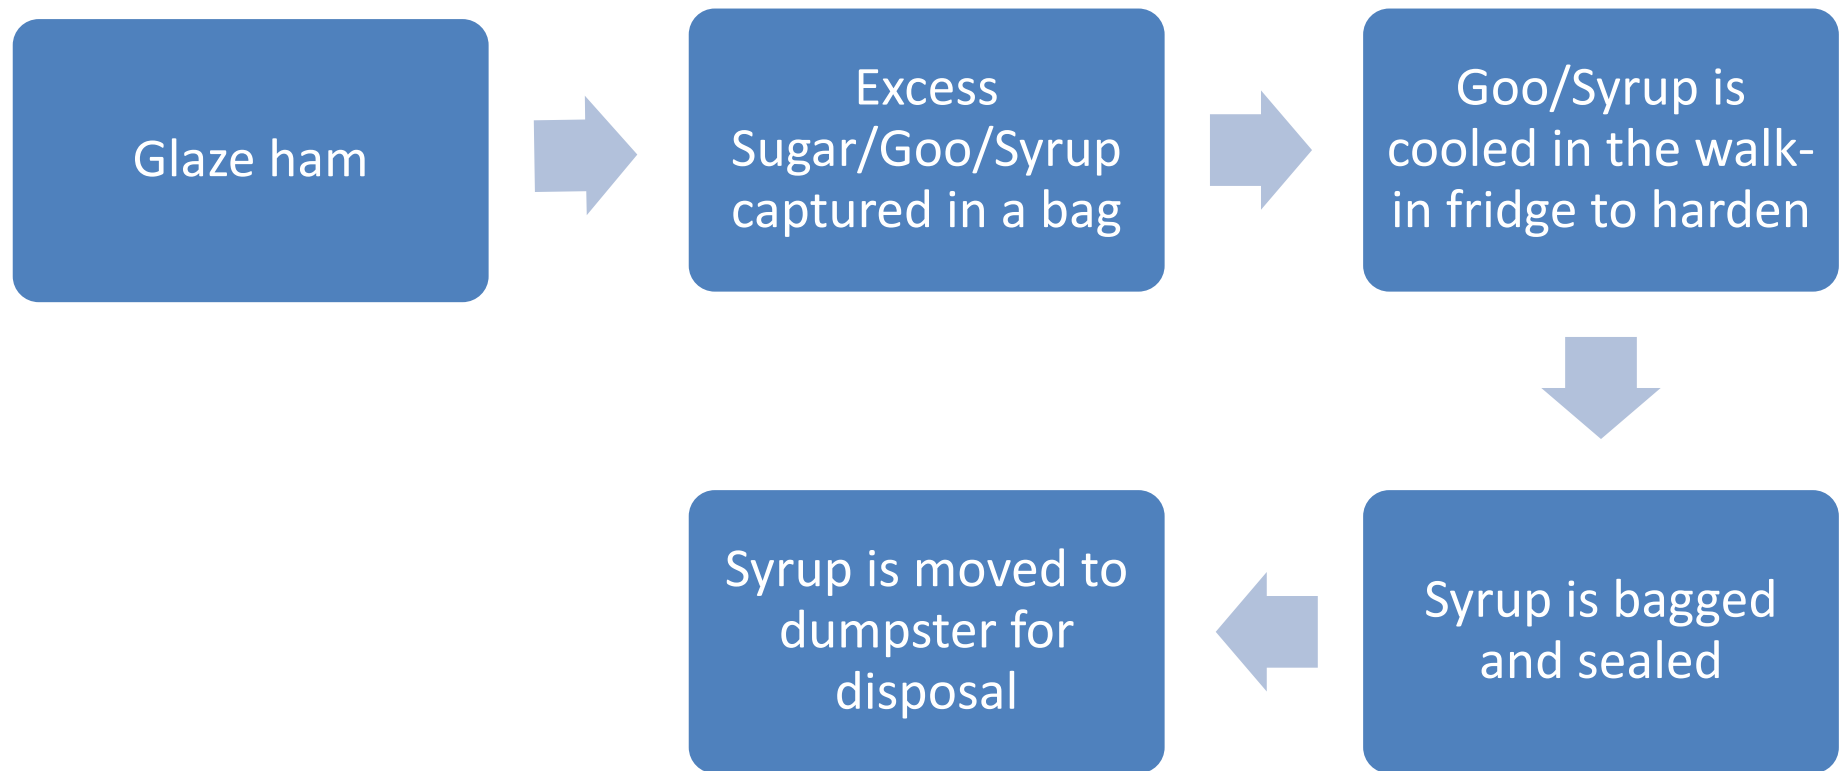 Glaze ham
Excess
Sugar/Goo/Syrup
captured in a bag
Goo/Syrup is
cooled in the walk-
in fridge to harden
Syrup is bagged
and sealed
Syrup is moved to
dumpster for
disposal